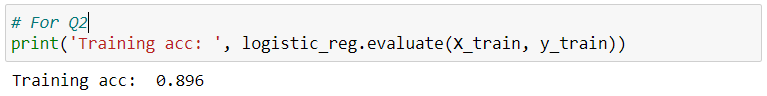 # For Q2
print('Training acc: ', logistic_reg.evaluate(X_train, y_train))
Training acc:  0.896